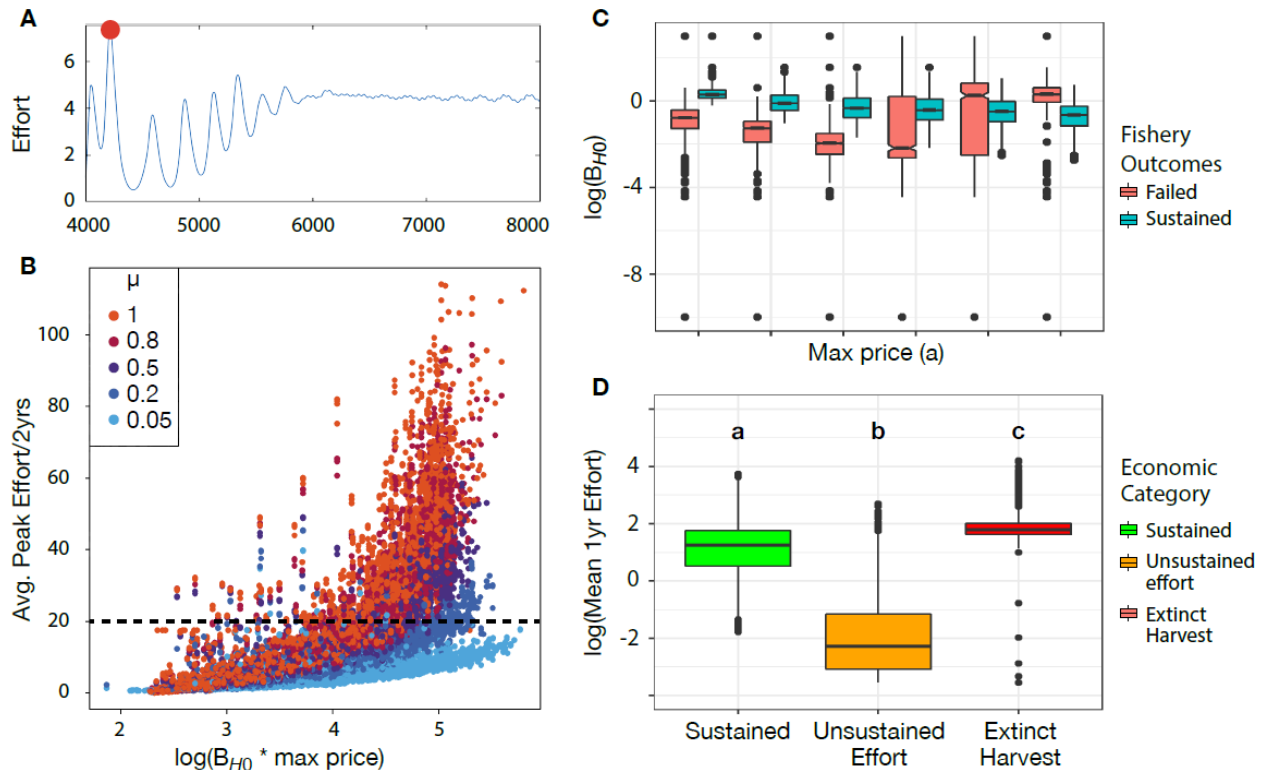 A
Effort
6
4
2
0
4000 5000 6000 7000 8000
B
μ
1
0.8
0.5
0.2
0.05
Avg. Peak Effort/2yrs
100
80
60
40
20
0
2 3 4 5
log(B_H0 * max price)
C
log(B_H0)
0
-4
-8
Max price (a)
Fishery
Outcomes
Failed
Sustained
D
log(Mean 1yr Effort)
4
2
0
-2
a b c
Sustained Unsustained Extinct
Effort Harvest
Economic
Category
Sustained
Unsustained
effort
Extinct
Harvest